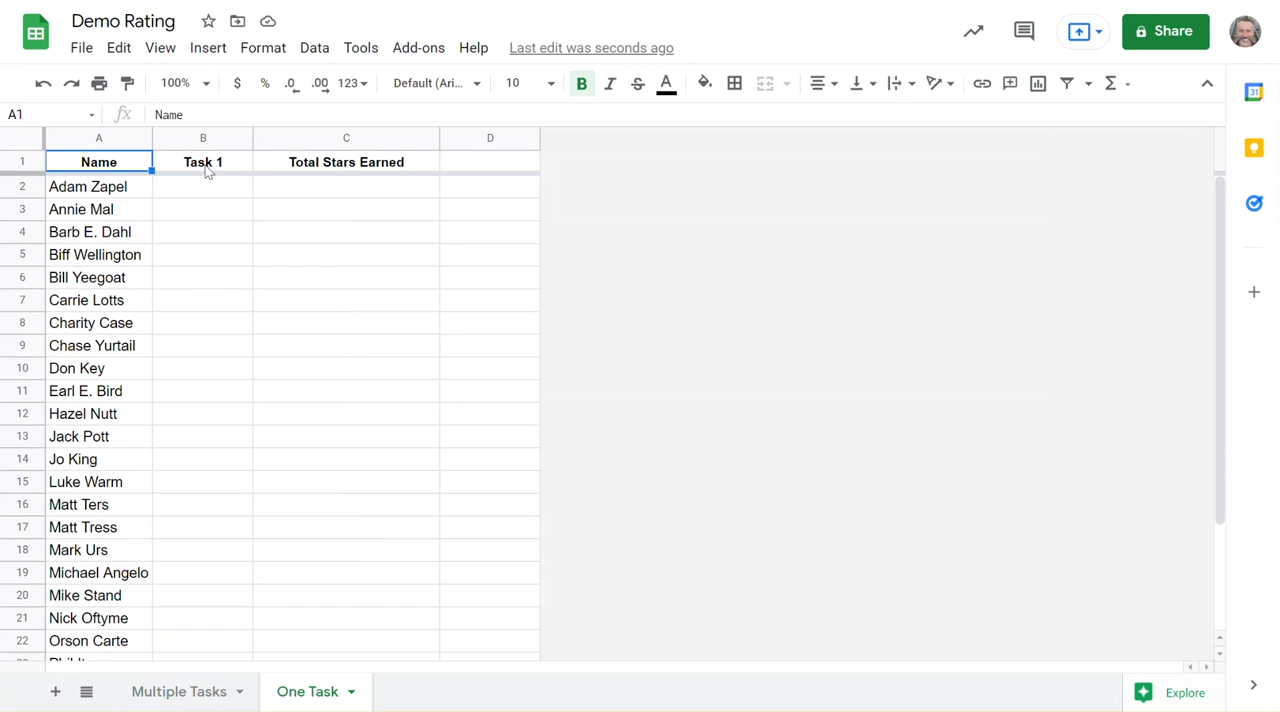 Demo Rating
File Edit View Insert Format Data Tools Add-ons Help Last edit was seconds ago
Share
100% $ % .0 .00 123 Default (Ari... 10 B I S A Σ
A1 fx Name
A B C D
1 Name Task 1 Total Stars Earned
2 Adam Zapel
3 Annie Mal
4 Barb E. Dahl
5 Biff Wellington
6 Bill Yeegoat
7 Carrie Lotts
8 Charity Case
9 Chase Yurtail
10 Don Key
11 Earl E. Bird
12 Hazel Nutt
13 Jack Pott
14 Jo King
15 Luke Warm
16 Matt Ters
17 Matt Tress
18 Mark Urs
19 Michael Angelo
20 Mike Stand
21 Nick Oftyme
22 Orson Carte
Multiple Tasks One Task Explore
31